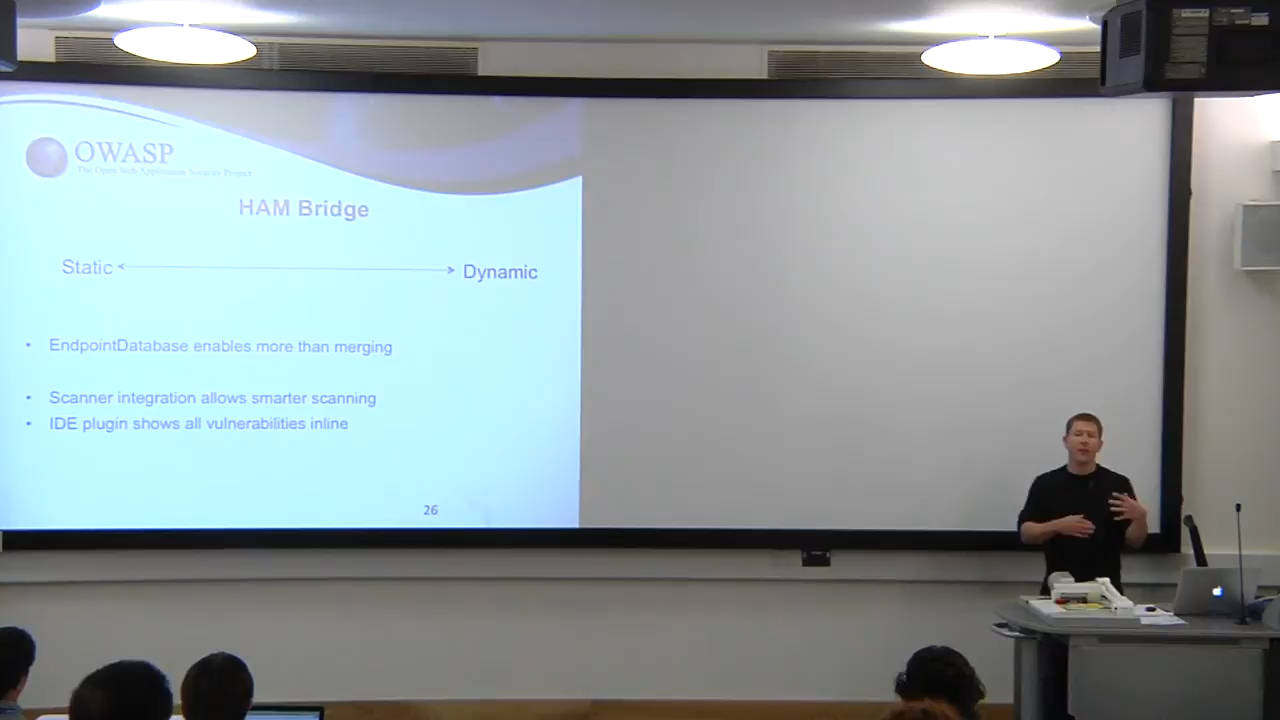 OWASP
The Open Web Application Security Project
HAM Bridge
Static
Dynamic
• EndpointDatabase enables more than merging
• Scanner integration allows smarter scanning
• IDE plugin shows all vulnerabilities inline
26